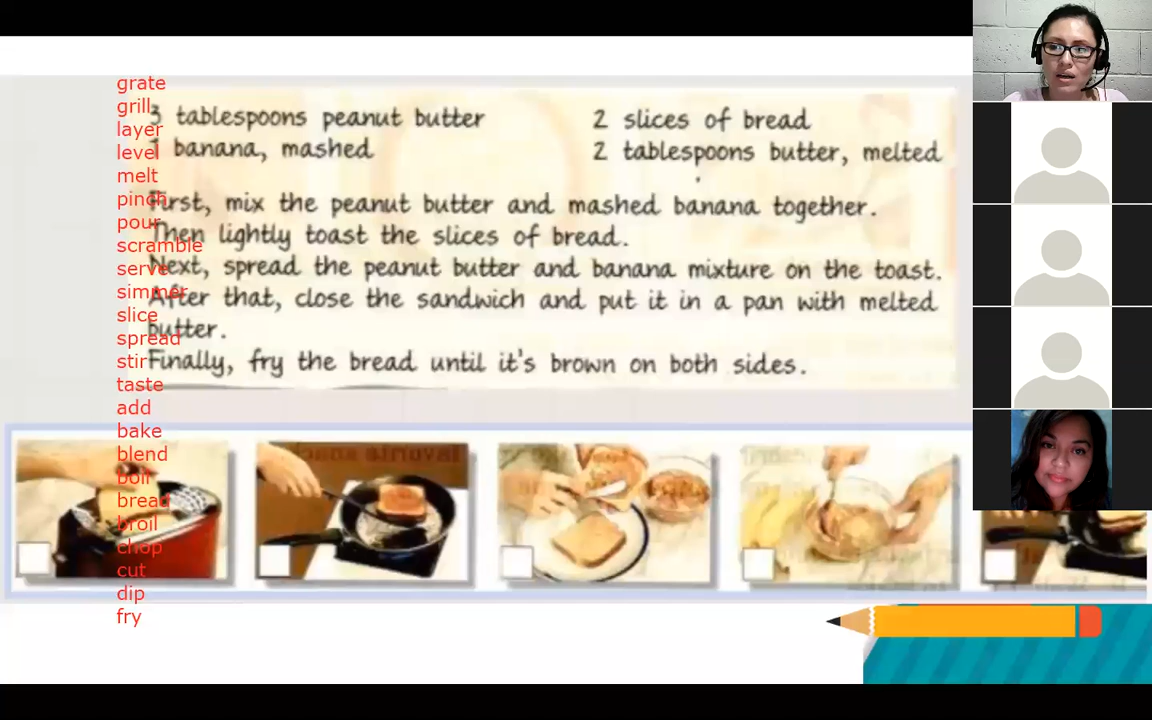 grate
grill
layer
level
melt
pinch
pour
scramble
serve
simmer
slice
spread
stir
taste
add
bake
blend
boil
bread
broil
chop
cut
dip
fry
3 tablespoons peanut butter
2 slices of bread
1 banana, mashed
2 tablespoons butter, melted
First, mix the peanut butter and mashed banana together.
Then lightly toast the slices of bread.
Next, spread the peanut butter and banana mixture on the toast.
After that, close the sandwich and put it in a pan with melted
butter.
Finally, fry the bread until it's brown on both sides.